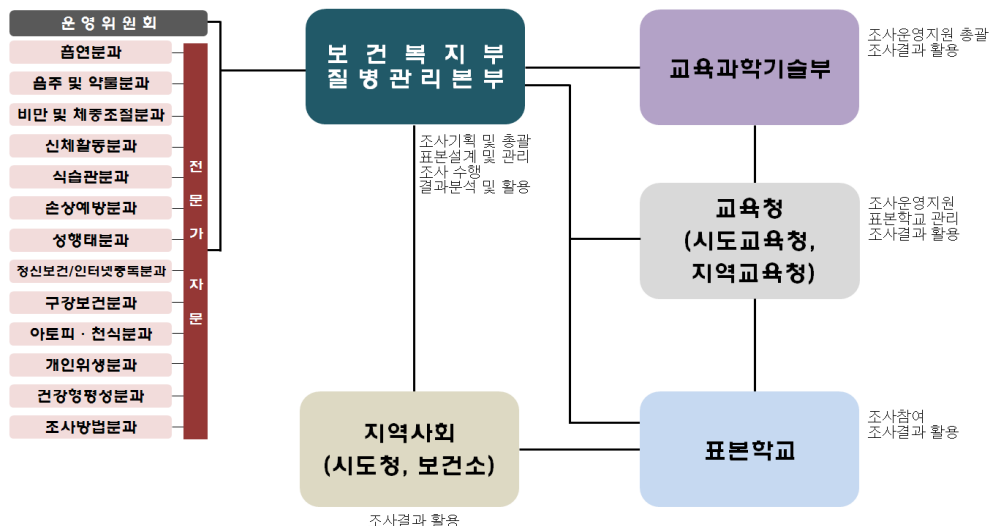 운영위원회
흡연분과
음주 및 약물분과
비만 및 체중조절분과
신체활동분과
식습관분과
손상예방분과
성행태분과
정신보건/인터넷중독분과
구강보건분과
아토피 · 천식분과
개인위생분과
건강형평성분과
조사방법분과
전문가 자문
보건복지부
질병관리본부
조사기획 및 총괄
표본설계 및 관리
조사 수행
결과분석 및 활용
교육과학기술부
조사운영지원 총괄
조사결과 활용
교육청
(시도교육청,
지역교육청)
조사운영지원
표본학교 관리
조사결과 활용
지역사회
(시도청, 보건소)
조사결과 활용
표본학교
조사참여
조사결과 활용